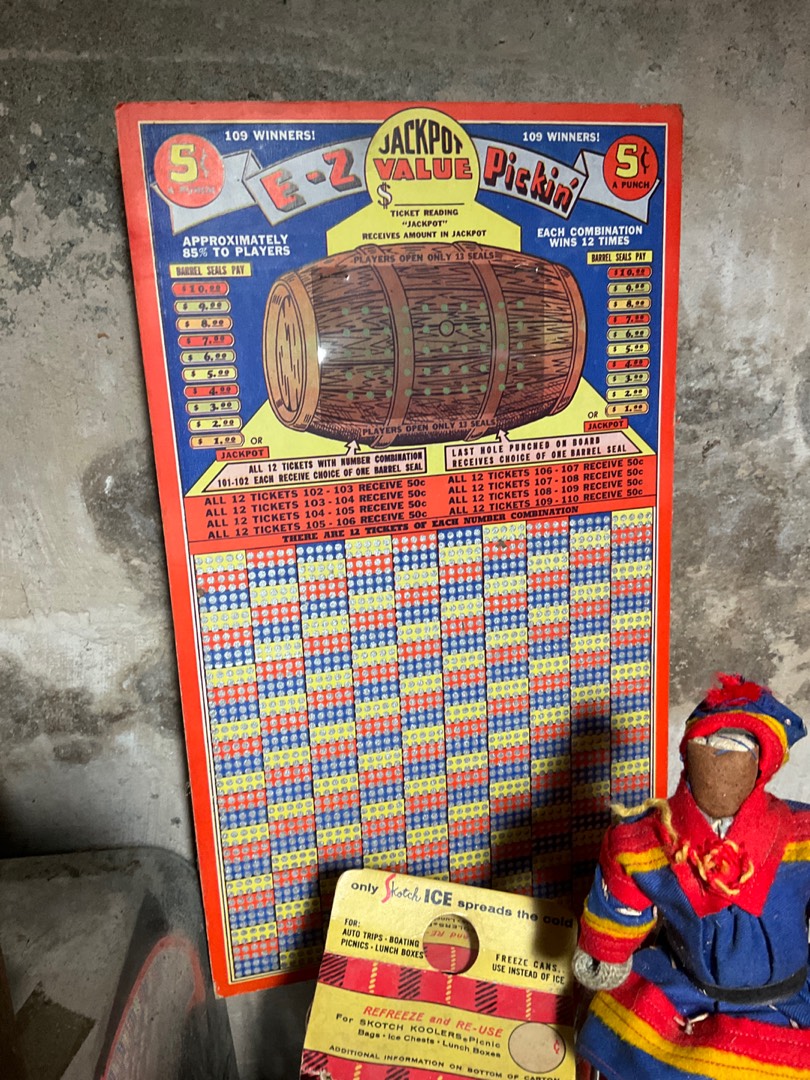 109 WINNERS!
JACKPOT
VALUE
$
109 WINNERS!
5¢
A PUNCH
E-Z
Pickin'
5¢
A PUNCH
TICKET READING
"JACKPOT"
RECEIVES AMOUNT IN JACKPOT
APPROXIMATELY
85% TO PLAYERS
EACH COMBINATION
WINS 12 TIMES
BARREL SEALS PAY
$10.00
$ 9.00
$ 8.00
$ 7.00
$ 6.00
$ 5.00
$ 4.00
$ 3.00
$ 2.00
$ 1.00
OR
JACKPOT
PLAYERS OPEN ONLY 13 SEALS
PLAYERS OPEN ONLY 13 SEALS
BARREL SEALS PAY
$10.00
$ 9.00
$ 8.00
$ 7.00
$ 6.00
$ 5.00
$ 4.00
$ 3.00
$ 2.00
$ 1.00
OR
JACKPOT
ALL 12 TICKETS WITH NUMBER COMBINATION
101-102 EACH RECEIVE CHOICE OF ONE BARREL SEAL
LAST HOLE PUNCHED ON BOARD
RECEIVES CHOICE OF ONE BARREL SEAL
ALL 12 TICKETS 102 - 103 RECEIVE 50c
ALL 12 TICKETS 103 - 104 RECEIVE 50c
ALL 12 TICKETS 104 - 105 RECEIVE 50c
ALL 12 TICKETS 105 - 106 RECEIVE 50c
ALL 12 TICKETS 106 - 107 RECEIVE 50c
ALL 12 TICKETS 107 - 108 RECEIVE 50c
ALL 12 TICKETS 108 - 109 RECEIVE 50c
ALL 12 TICKETS 109 - 110 RECEIVE 50c
THERE ARE 12 TICKETS OF EACH NUMBER COMBINATION
only Skotch ICE spreads the cold
FOR:
AUTO TRIPS · BOATING
PICNICS · LUNCH BOXES
FREEZE CANS..
USE INSTEAD OF ICE
REFREEZE and RE-USE
For SKOTCH KOOLERS Picnic
Bags · Ice Chests · Lunch Boxes
ADDITIONAL INFORMATION ON BOTTOM OF CARTON